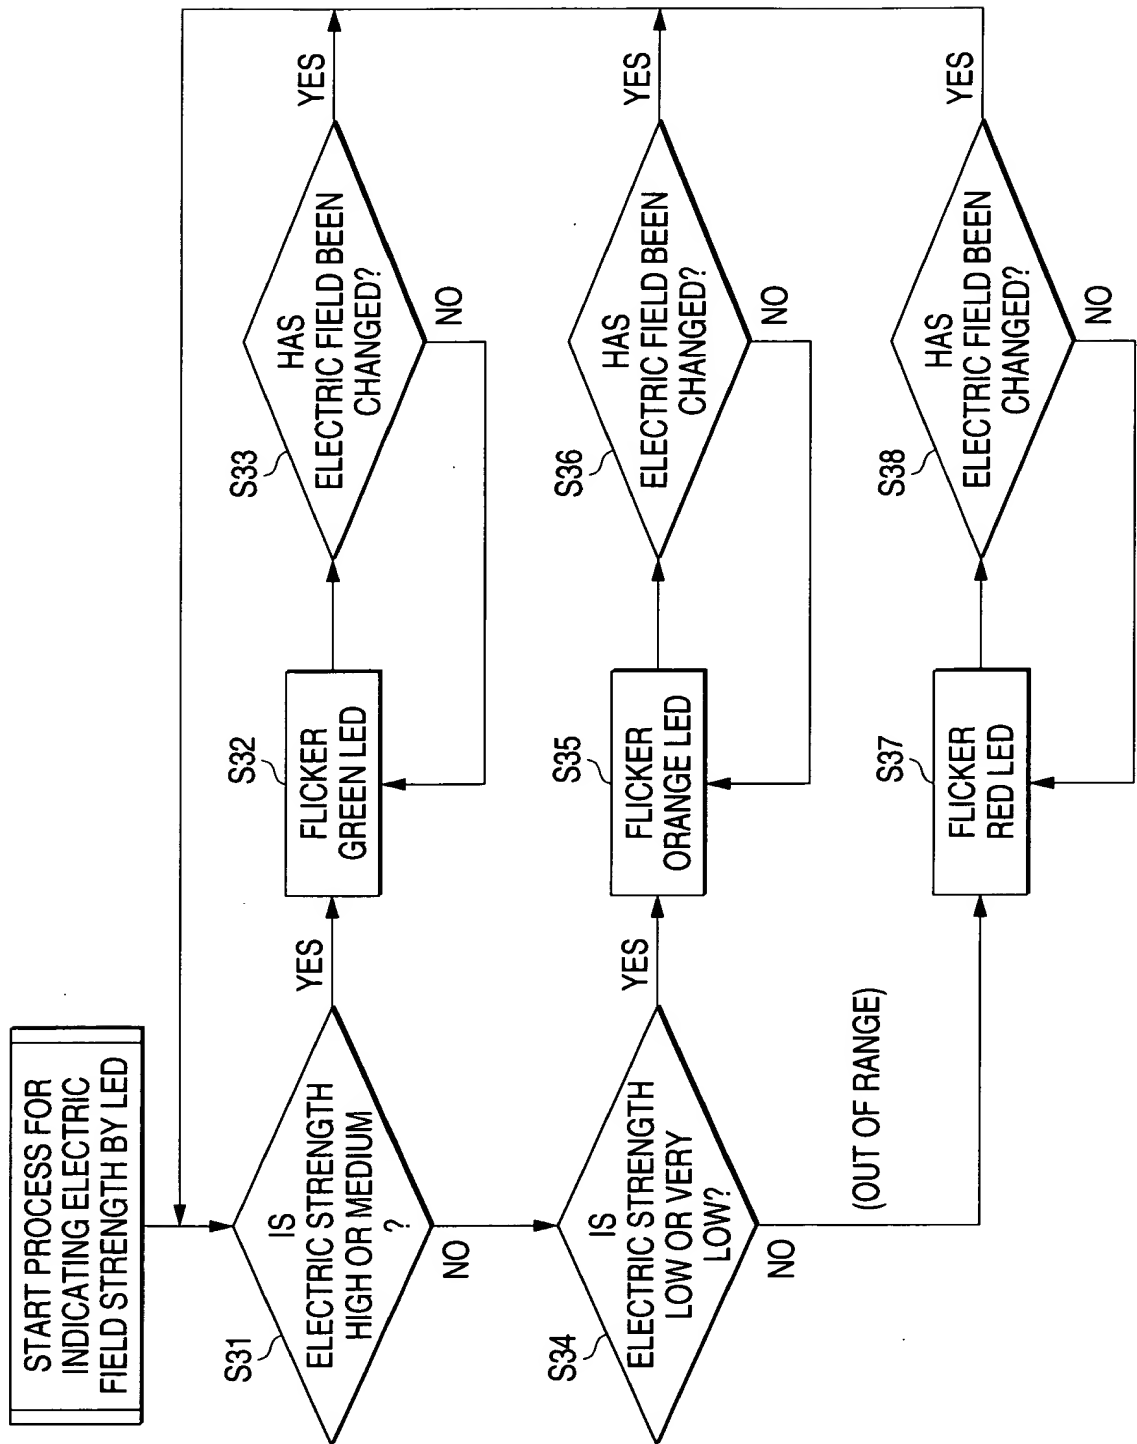 START PROCESS FOR
INDICATING ELECTRIC
FIELD STRENGTH BY LED
S31
IS
ELECTRIC STRENGTH
HIGH OR MEDIUM
?
YES
NO
S32
FLICKER
GREEN LED
S33
HAS
ELECTRIC FIELD BEEN
CHANGED?
YES
NO
S34
IS
ELECTRIC STRENGTH
LOW OR VERY
LOW?
YES
NO
S35
FLICKER
ORANGE LED
S36
HAS
ELECTRIC FIELD BEEN
CHANGED?
YES
NO
(OUT OF RANGE)
S37
FLICKER
RED LED
S38
HAS
ELECTRIC FIELD BEEN
CHANGED?
YES
NO